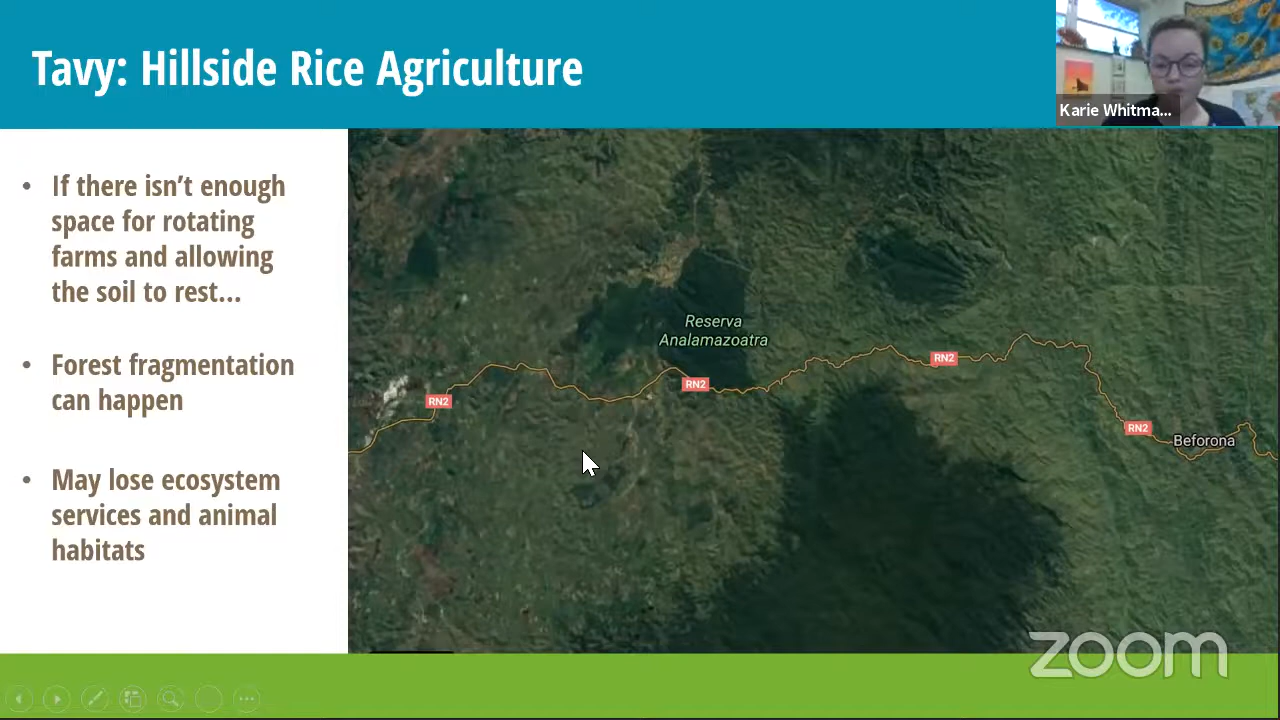 Tavy: Hillside Rice Agriculture
Karie Whitma...
• If there isn’t enough
space for rotating
farms and allowing
the soil to rest...
• Forest fragmentation
can happen
• May lose ecosystem
services and animal
habitats
Reserva
Analamazoatra
RN2
RN2
RN2
RN2
Beforona
zoom